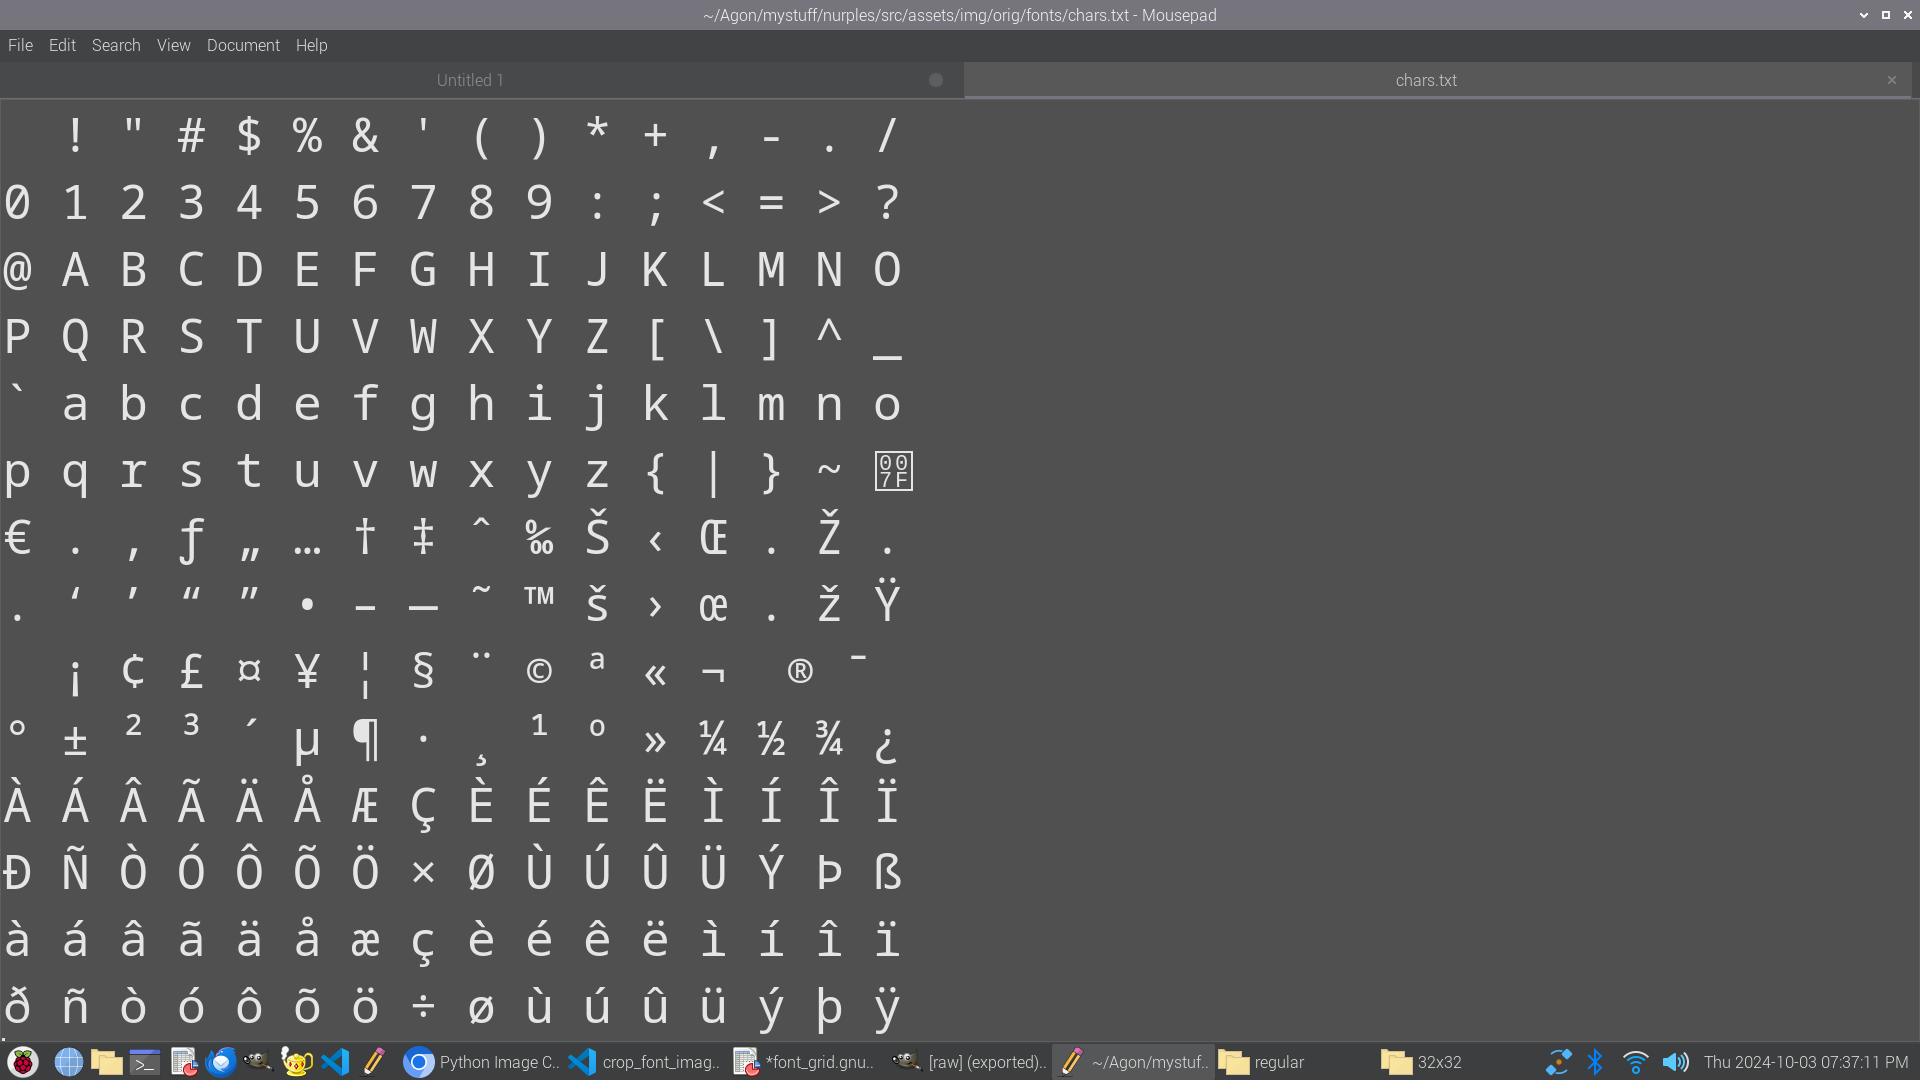 ~/Agon/mystuff/nurples/src/assets/img/orig/fonts/chars.txt - Mousepad
File Edit Search View Document Help
Untitled 1 chars.txt
! " # $ % & ' ( ) * + , - . /
0 1 2 3 4 5 6 7 8 9 : ; < = > ?
@ A B C D E F G H I J K L M N O
P Q R S T U V W X Y Z [ \ ] ^ _
` a b c d e f g h i j k l m n o
p q r s t u v w x y z { | } ~ 007F
€ . ‚ ƒ „ … † ‡ ˆ ‰ Š ‹ Œ . Ž .
. ‘ ’ “ ” • – — ˜ ™ š › œ . ž Ÿ
¡ ¢ £ ¤ ¥ ¦ § ¨ © ª « ¬ ® ¯
° ± ² ³ ´ µ ¶ · ¸ ¹ º » ¼ ½ ¾ ¿
À Á Â Ã Ä Å Æ Ç È É Ê Ë Ì Í Î Ï
Ð Ñ Ò Ó Ô Õ Ö × Ø Ù Ú Û Ü Ý Þ ß
à á â ã ä å æ ç è é ê ë ì í î ï
ð ñ ò ó ô õ ö ÷ ø ù ú û ü ý þ ÿ
Python Image C.. crop_font_imag.. *font_grid.gnu.. [raw] (exported).. ~/Agon/mystuf.. regular 32x32 Thu 2024-10-03 07:37:11 PM